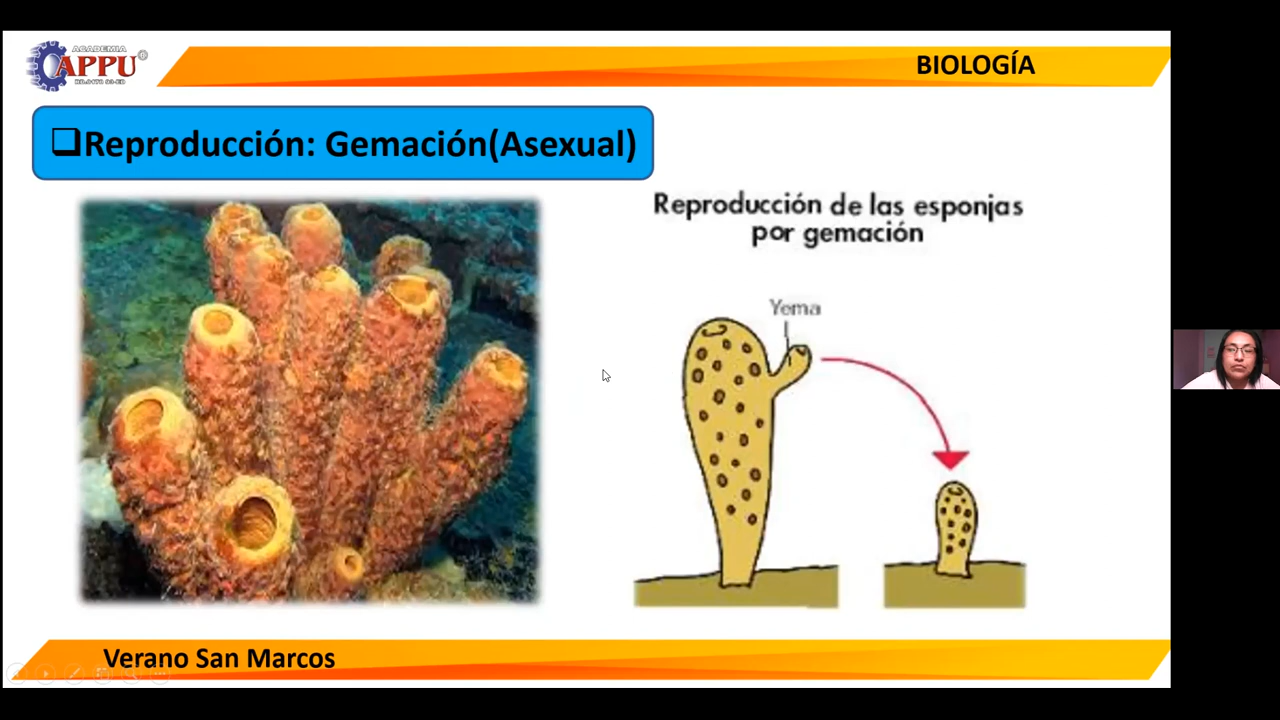 ACADEMIA
APPU
BIOLOGÍA
Reproducción: Gemación(Asexual)
Reproducción de las esponjas
por gemación
Yema
Verano San Marcos